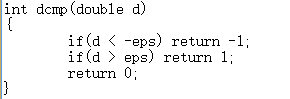 int dcmp(double d)
{
        if(d < -eps) return -1;
        if(d > eps) return 1;
        return 0;
}